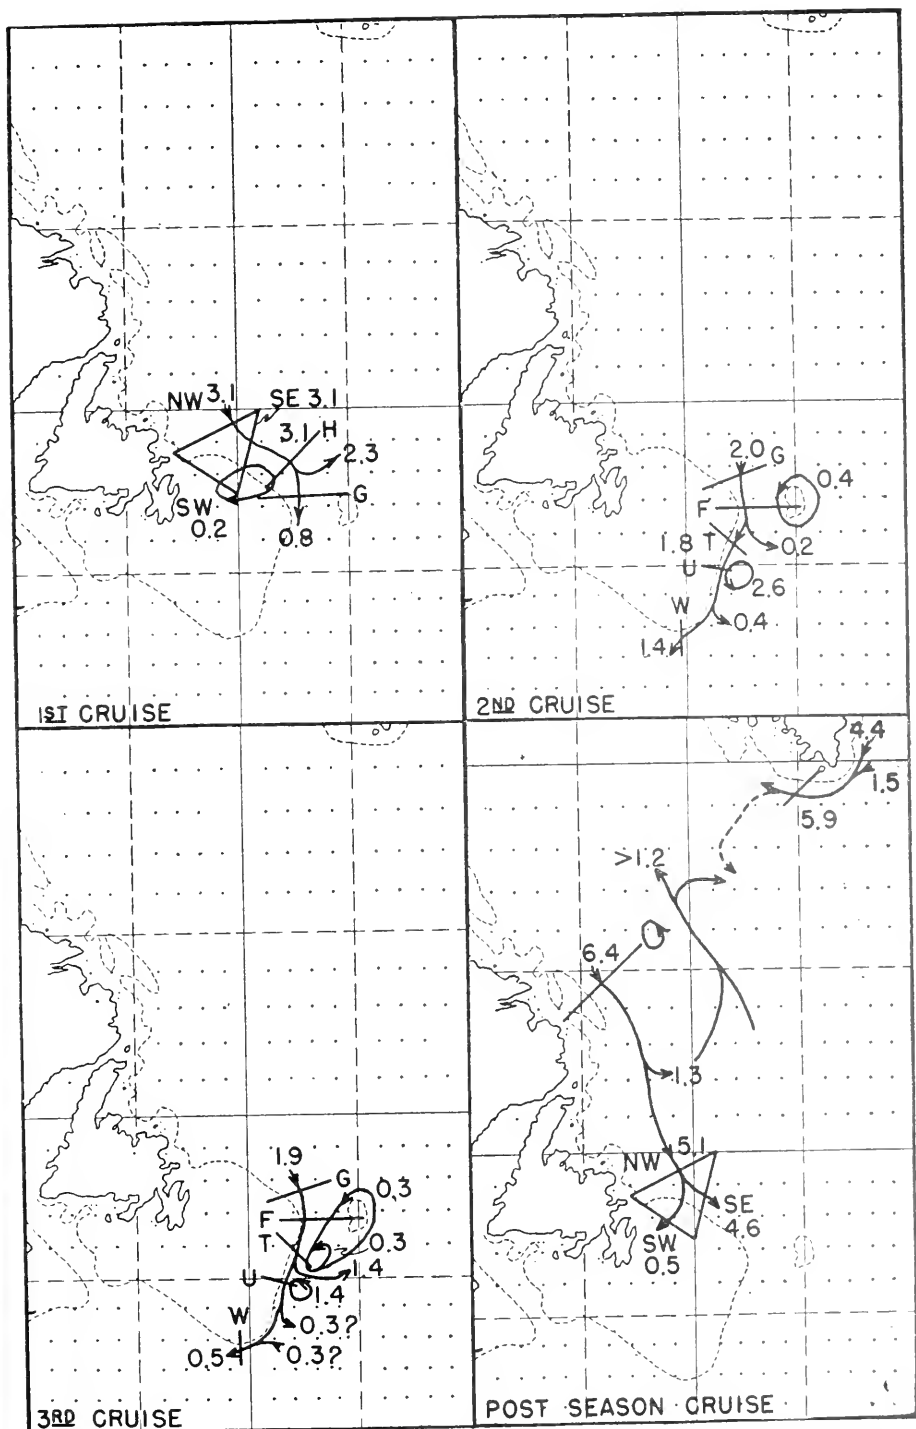 NW 3.1
SE 3.1
3.1 H
2.3
G
SW
0.2
0.8
1ST CRUISE
2.0 G
0.4
F
1.8 T
0.2
U
2.6
W
0.4
1.4
2ND CRUISE
1.9
G
0.3
F
T
0.3
1.4
U
1.4
W
0.3?
0.5
0.3?
3RD CRUISE
4.4
1.5
5.9
>1.2
6.4
1.3
5.1
NW
SE
4.6
SW
0.5
POST SEASON CRUISE